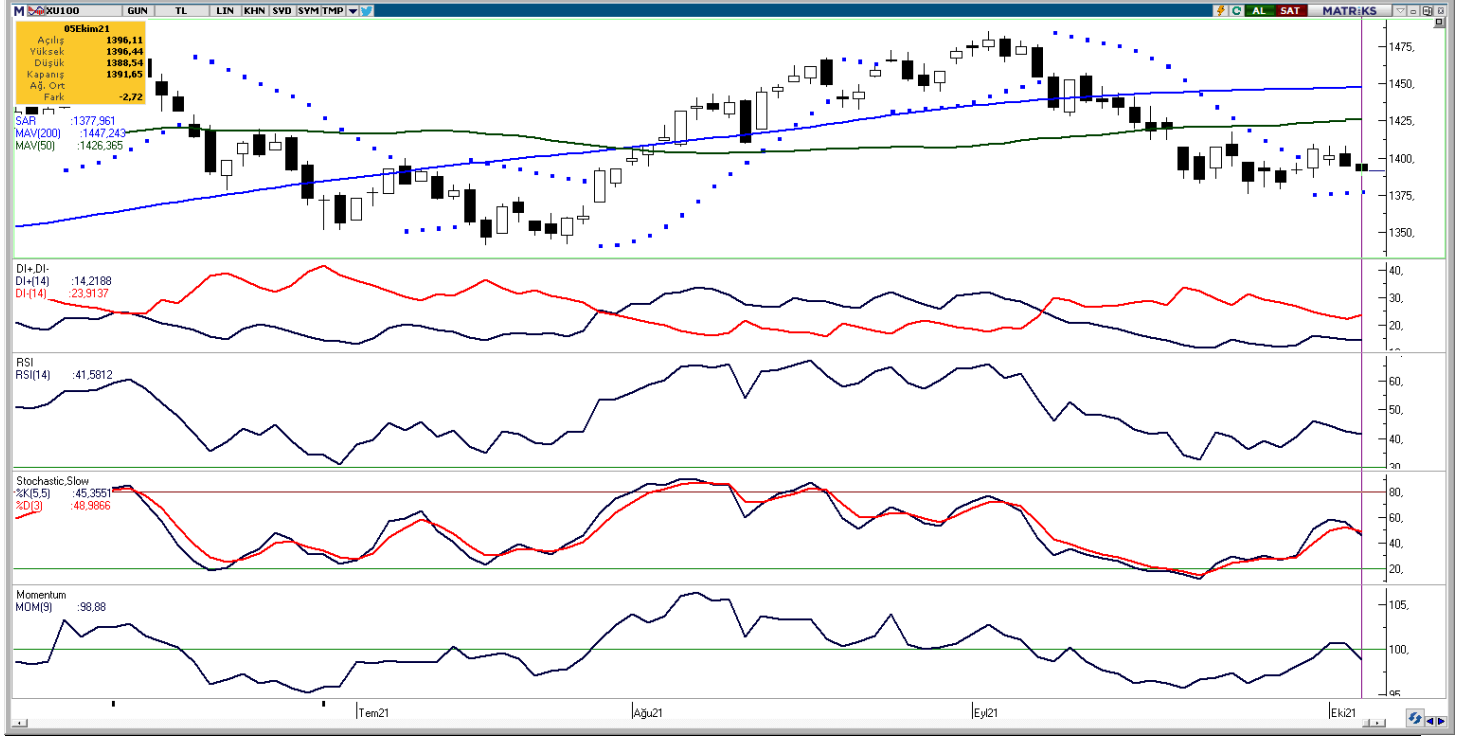 M XU100 GUN TL LIN KHN SVD SYM TMP AL SAT MATRiKS
05Ekim21
Açılış 1396,11
Yüksek 1396,44
Düşük 1388,54
Kapanış 1391,65
Ağ. Ort
Fark -2,72
SAR :1377,961
MAV(200) :1447,243
MAV(50) :1426,365
1475,
1450,
1425,
1400,
1375,
1350,
DI+,DI-
DI+(14) :14,2188
DI-(14) :23,9137
40,
30,
20,
10
RSI
RSI(14) :41,5812
60,
50,
40,
30
Stochastic,Slow
%K(5,5) :45,3551
%D(3) :48,9866
80,
60,
40,
20,
Momentum
MOM(9) :98,88
105,
100,
95
Tem21 Ağu21 Eyl21 Eki21